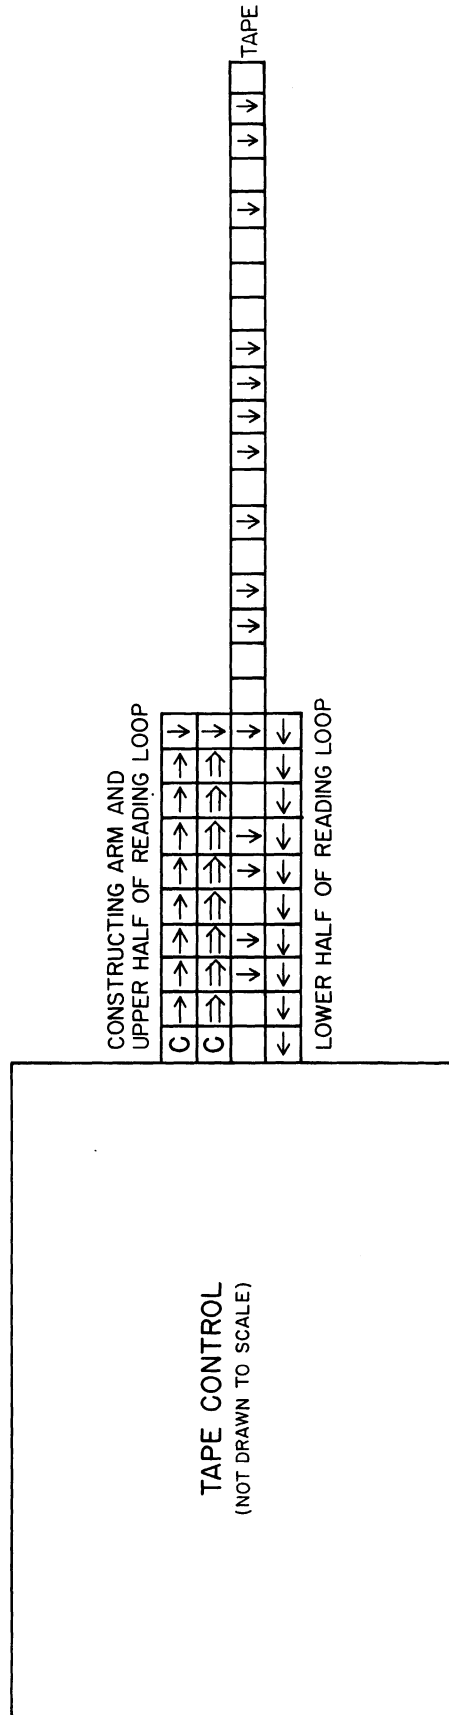 CONSTRUCTING ARM AND
UPPER HALF OF READING LOOP
C
C
TAPE
LOWER HALF OF READING LOOP
TAPE CONTROL
(NOT DRAWN TO SCALE)